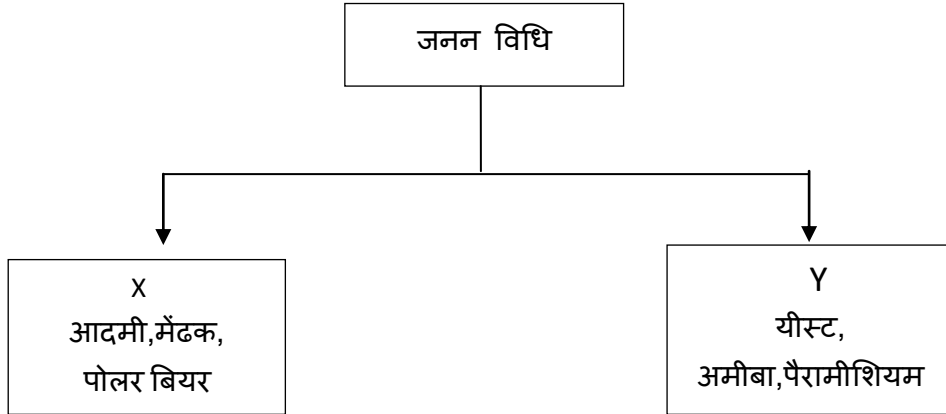 जनन विधि
X
आदमी,मेंढक,
पोलर बियर
Y
यीस्ट,
अमीबा,पैरामीशियम